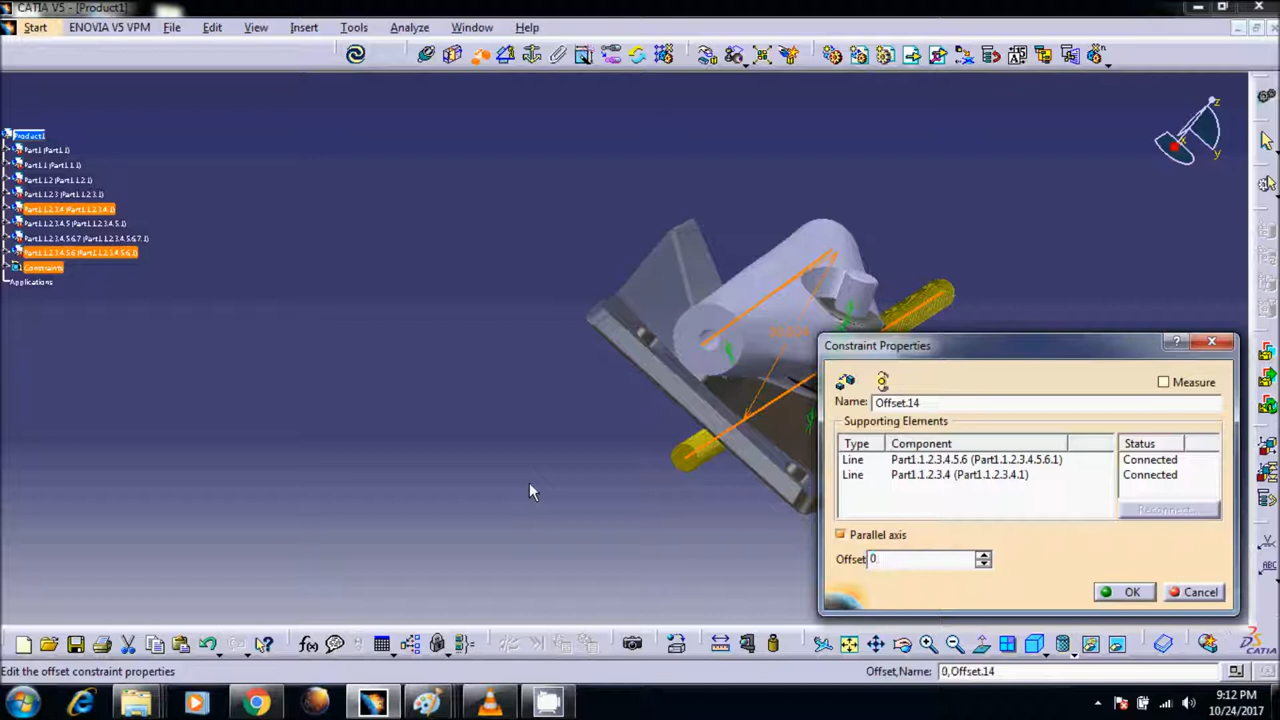 CATIA V5 - [Product1]
Start ENOVIA V5 VPM File Edit View Insert Tools Analyze Window Help
Product1
Part1 (Part1.1)
Part1.1 (Part1.1.1)
Part1.1.2 (Part1.1.2.1)
Part1.1.2.3 (Part1.1.2.3.1)
Part1.1.2.3.4 (Part1.1.2.3.4.1)
Part1.1.2.3.4.5 (Part1.1.2.3.4.5.1)
Part1.1.2.3.4.5.6.7 (Part1.1.2.3.4.5.6.7.1)
Part1.1.2.3.4.5.6 (Part1.1.2.3.4.5.6.1)
Constraints
Applications
z
x
y
Constraint Properties
Measure
Name: Offset.14
Supporting Elements
Type Component Status
Line Part1.1.2.3.4.5.6 (Part1.1.2.3.4.5.6.1) Connected
Line Part1.1.2.3.4 (Part1.1.2.3.4.1) Connected
Reconnect...
Parallel axis
Offset 0
OK Cancel
f(x)
ABC
CATIA
Edit the offset constraint properties
Offset,Name: 0,Offset.14
9:12 PM
10/24/2017